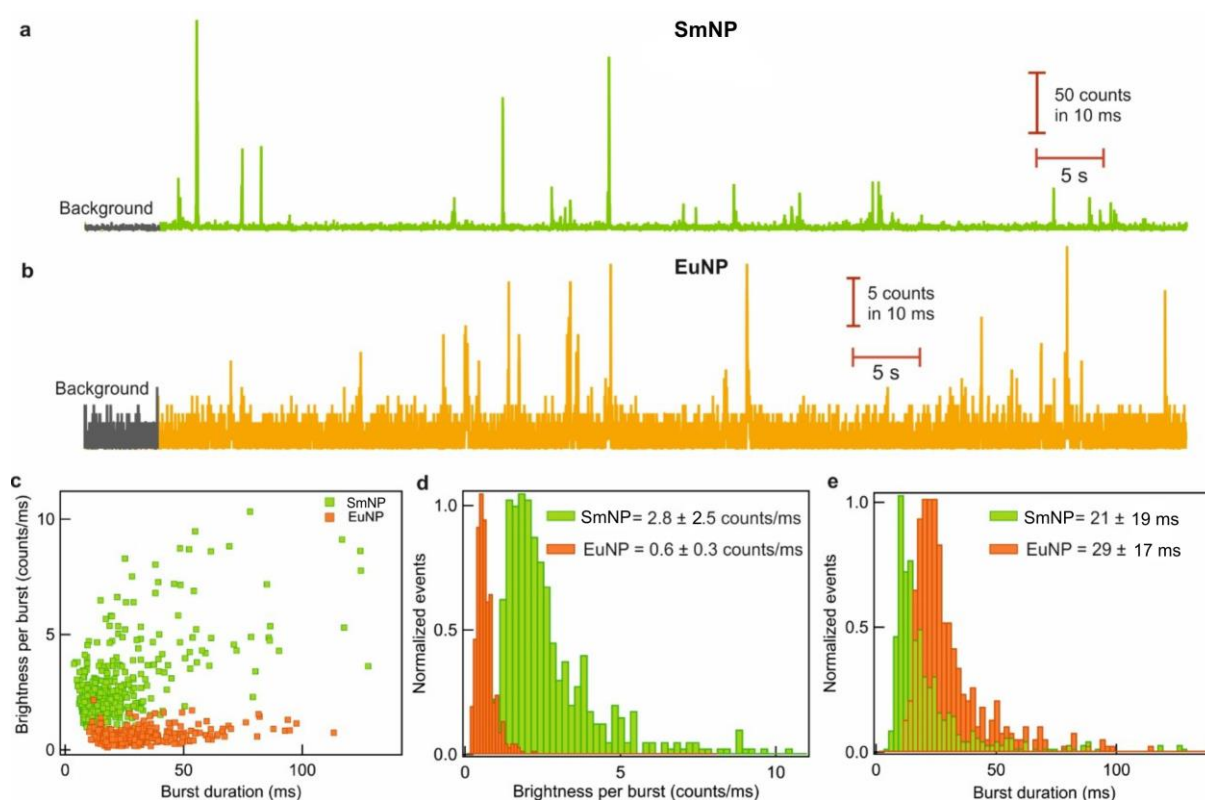 a
SmNP
50 counts
in 10 ms
5 s
Background
b
EuNP
5 counts
in 10 ms
5 s
Background
c
Brightness per burst (counts/ms)
10
5
0
0
50
100
Burst duration (ms)
SmNP
EuNP
d
Normalized events
1.0
0.5
0.0
0
5
10
Brightness per burst (counts/ms)
SmNP= 2.8 ± 2.5 counts/ms
EuNP = 0.6 ± 0.3 counts/ms
e
Normalized events
1.0
0.5
0.0
0
50
100
Burst duration (ms)
SmNP= 21 ± 19 ms
EuNP = 29 ± 17 ms